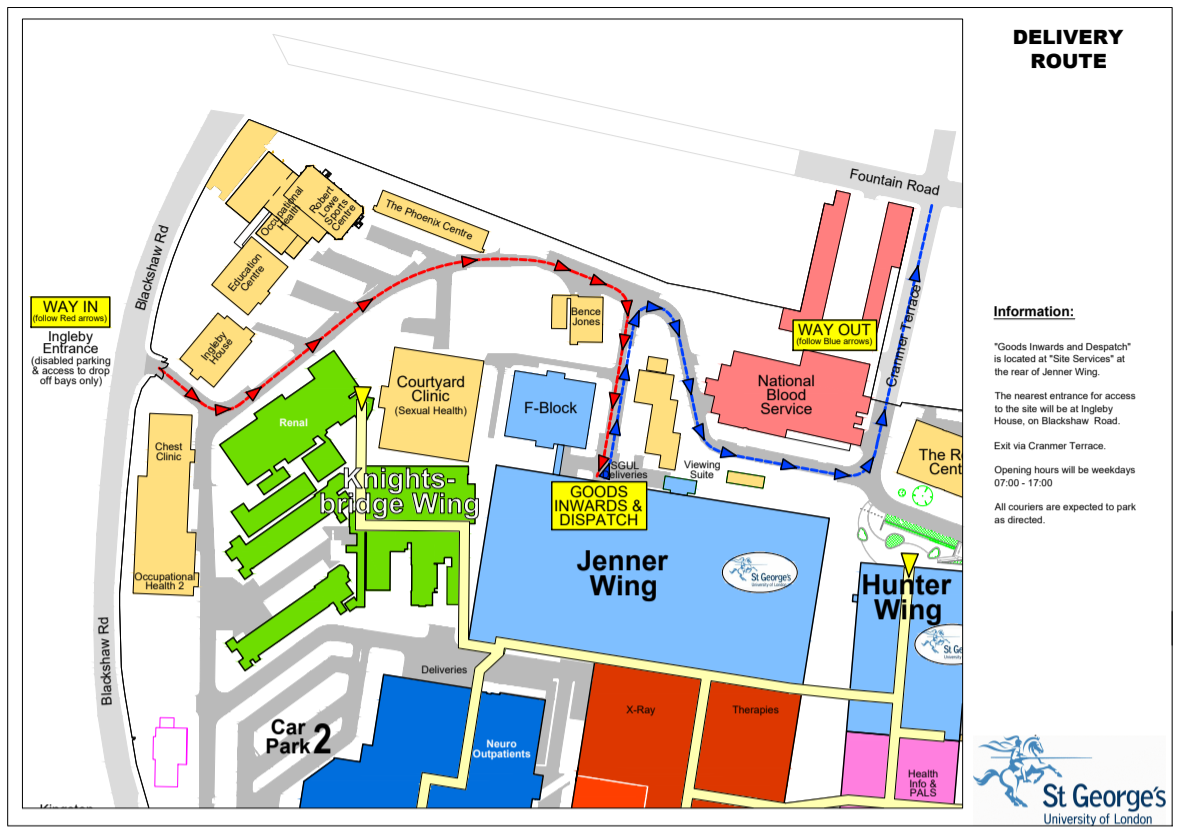 DELIVERY
ROUTE
Fountain Road
Blackshaw Rd
Occupational
Health
Robert
Lowe
Sports
Centre
The Phoenix Centre
Education
Centre
WAY IN
(follow Red arrows)
Ingleby
Entrance
(disabled parking
& access to drop
off bays only)
Ingleby
House
Bence
Jones
WAY OUT
(follow Blue arrows)
Cranmer Terrace
Information:
"Goods Inwards and Despatch"
is located at "Site Services" at
the rear of Jenner Wing.
The nearest entrance for access
to the site will be at Ingleby
House, on Blackshaw Road.
Exit via Cranmer Terrace.
Opening hours will be weekdays
07:00 - 17:00
All couriers are expected to park
as directed.
Courtyard
Clinic
(Sexual Health)
F-Block
National
Blood
Service
Renal
Chest
Clinic
Knights-
bridge Wing
SGUL
Deliveries
Viewing
Suite
The R
Cent
GOODS
INWARDS &
DISPATCH
Jenner
Wing
St George's
University of London
Hunter
Wing
Occupational
Health 2
St Ge
Blackshaw Rd
Deliveries
Car
Park 2
Neuro
Outpatients
X-Ray
Therapies
Health
Info &
PALS
St George's
University of London